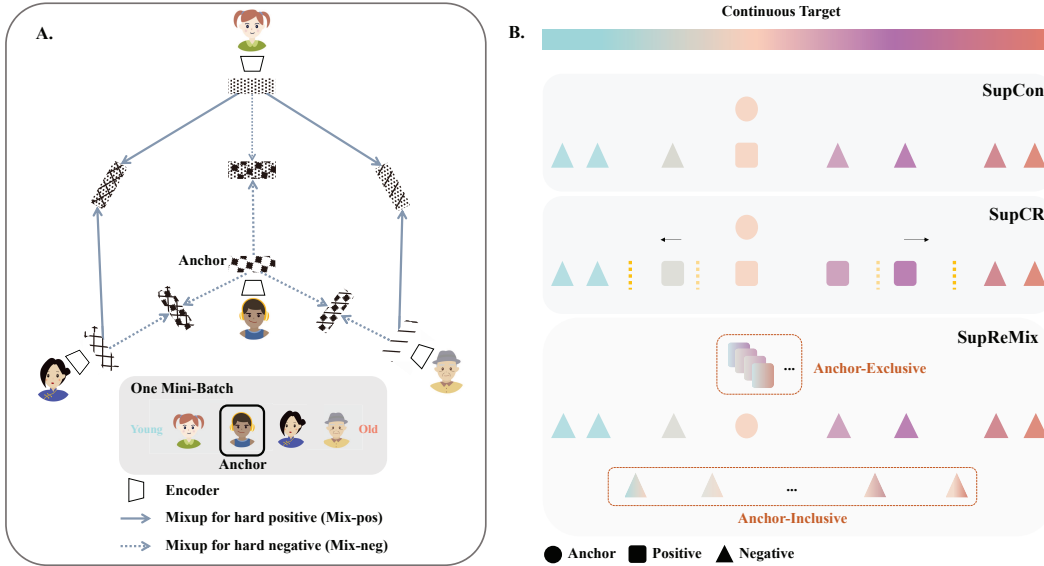 A.
Anchor
One Mini-Batch
Young
Old
Anchor
Encoder
Mixup for hard positive (Mix-pos)
Mixup for hard negative (Mix-neg)
B.
Continuous Target
SupCon
SupCR
SupReMix
...
Anchor-Exclusive
...
Anchor-Inclusive
Anchor
Positive
Negative